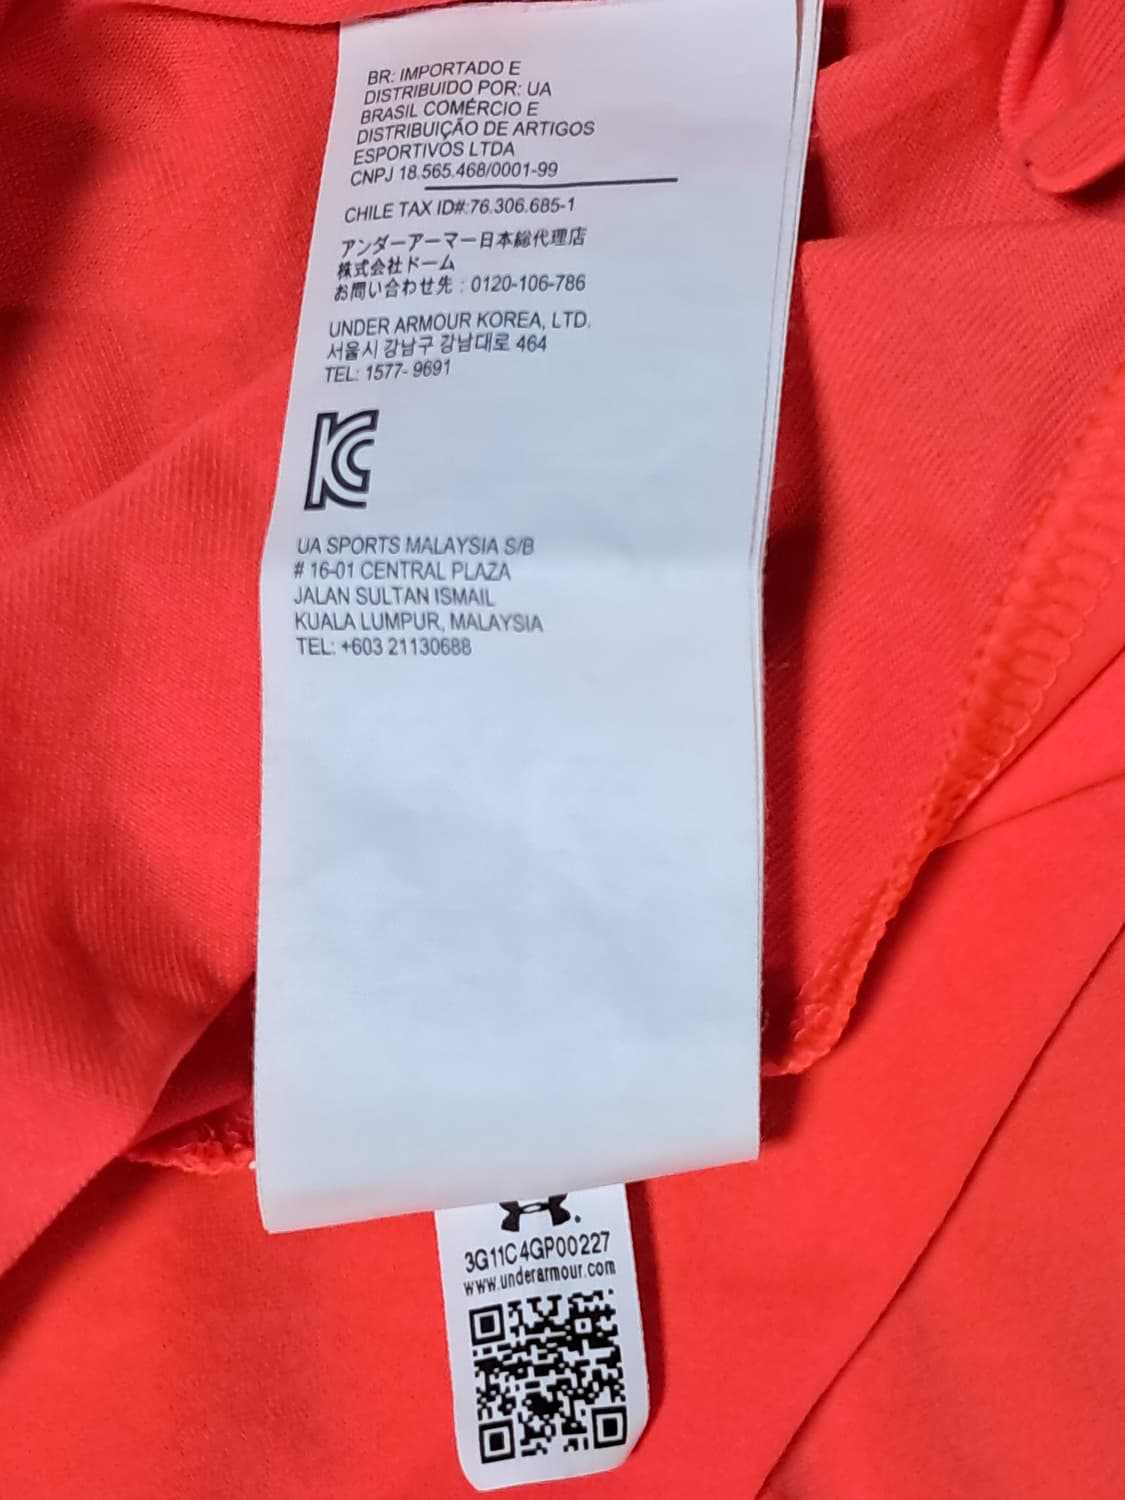 BR: IMPORTADO E
DISTRIBUIDO POR: UA
BRASIL COMÉRCIO E
DISTRIBUIÇÃO DE ARTIGOS
ESPORTIVOS LTDA
CNPJ 18.565.468/0001-99
CHILE TAX ID#:76.306.685-1
アンダーアーマー日本総代理店
株式会社ドーム
お問い合わせ先：0120-106-786
UNDER ARMOUR KOREA, LTD.
서울시 강남구 강남대로 464
TEL: 1577- 9691
KC
UA SPORTS MALAYSIA S/B
# 16-01 CENTRAL PLAZA
JALAN SULTAN ISMAIL
KUALA LUMPUR, MALAYSIA
TEL: +603 21130688
3G11C4GP00227
www.underarmour.com